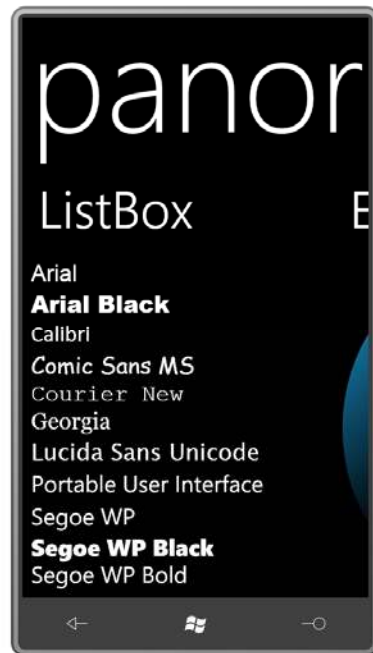 panor
ListBox E
Arial
Arial Black
Calibri
Comic Sans MS
Courier New
Georgia
Lucida Sans Unicode
Portable User Interface
Segoe WP
Segoe WP Black
Segoe WP Bold